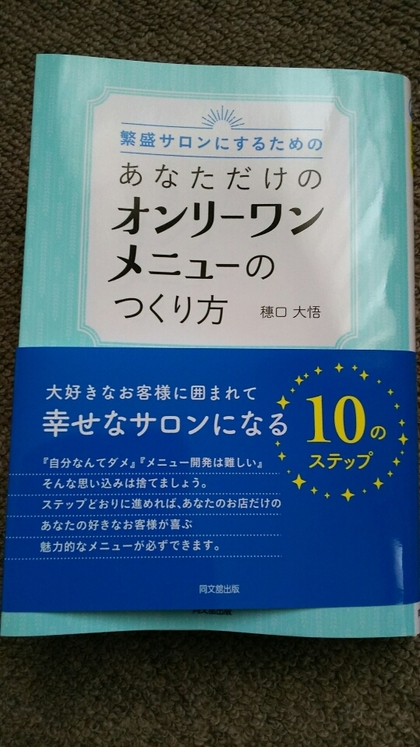 繁盛サロンにするための
あなただけの
オンリーワン
メニューの
つくり方
穂口 大悟
大好きなお客様に囲まれて
幸せなサロンになる
10の
ステップ
『自分なんてダメ』『メニュー開発は難しい』
そんな思い込みは捨てましょう。
ステップどおりに進めれば、あなたのお店だけの
あなたの好きなお客様が喜ぶ
魅力的なメニューが必ずできます。
同文舘出版
同文舘出版